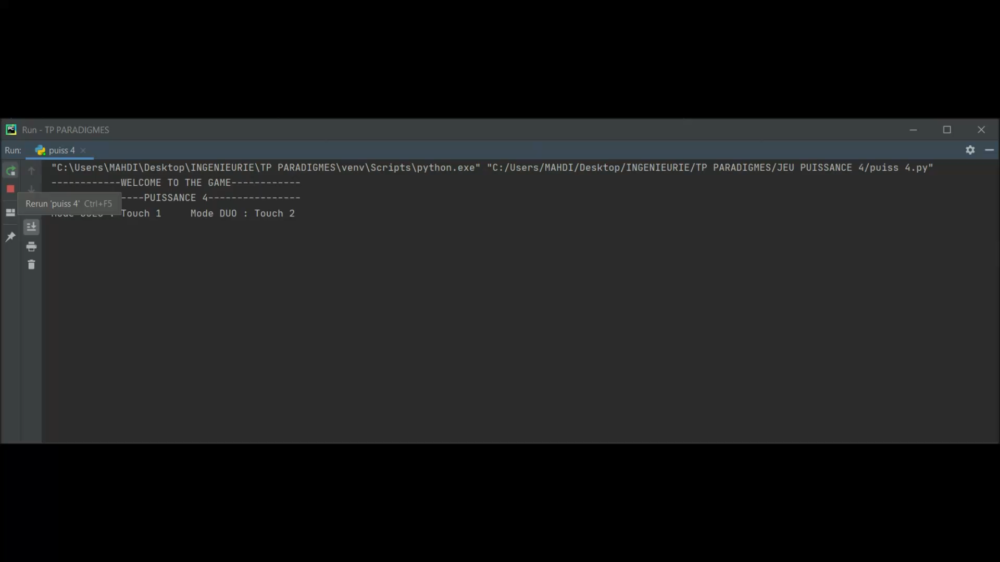 Run - TP PARADIGMES
Run: puiss 4
"C:\Users\MAHDI\Desktop\INGENIEURIE\TP PARADIGMES\venv\Scripts\python.exe" "C:/Users/MAHDI/Desktop/INGENIEURIE/TP PARADIGMES/JEU PUISSANCE 4/puiss 4.py"
------------WELCOME TO THE GAME------------
----PUISSANCE 4----------------
Rerun 'puiss 4' Ctrl+F5
: Touch 1     Mode DUO : Touch 2